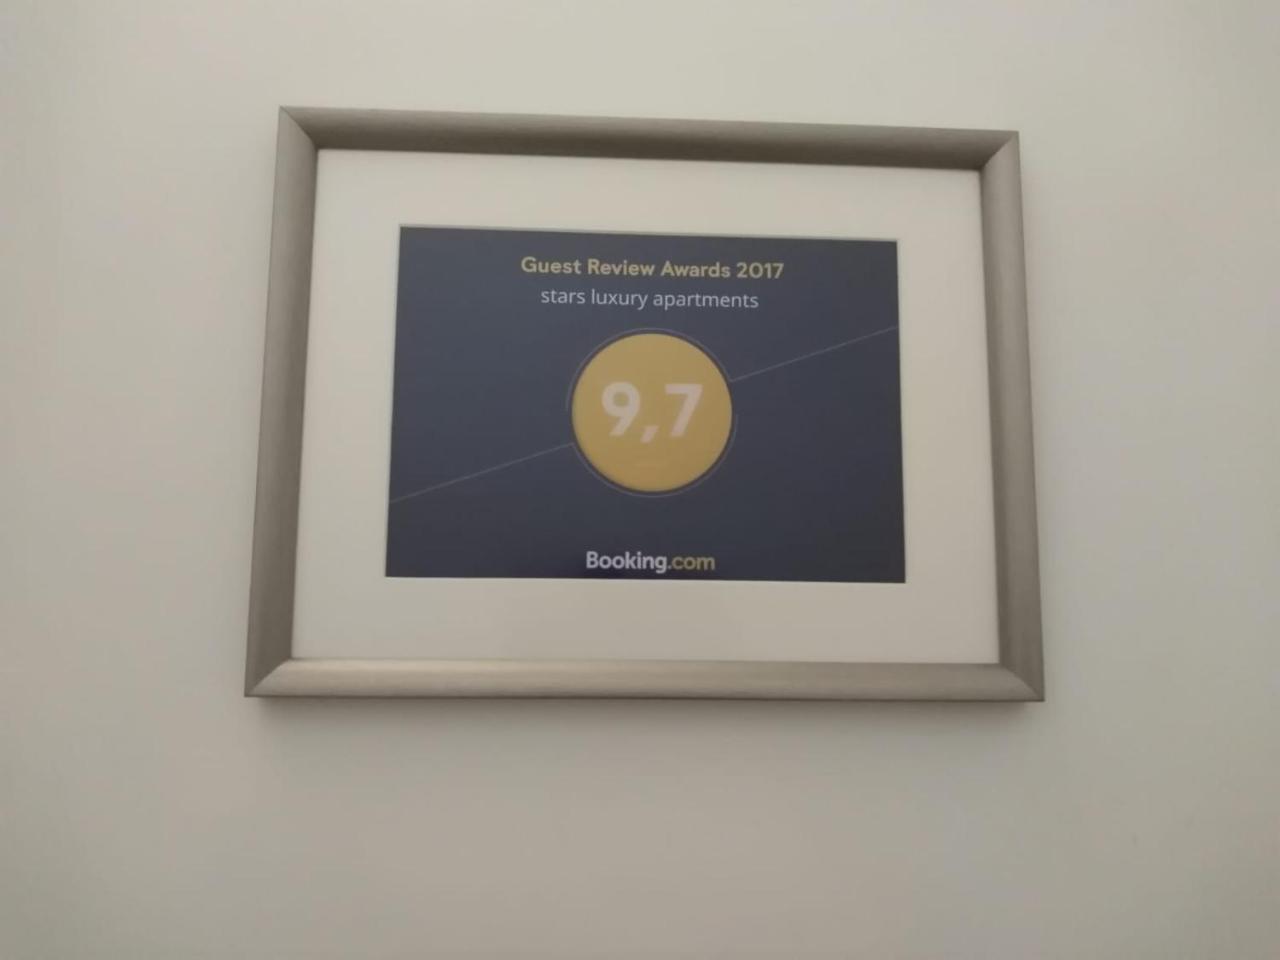 Guest Review Awards 2017
stars luxury apartments
9,7
Booking.com